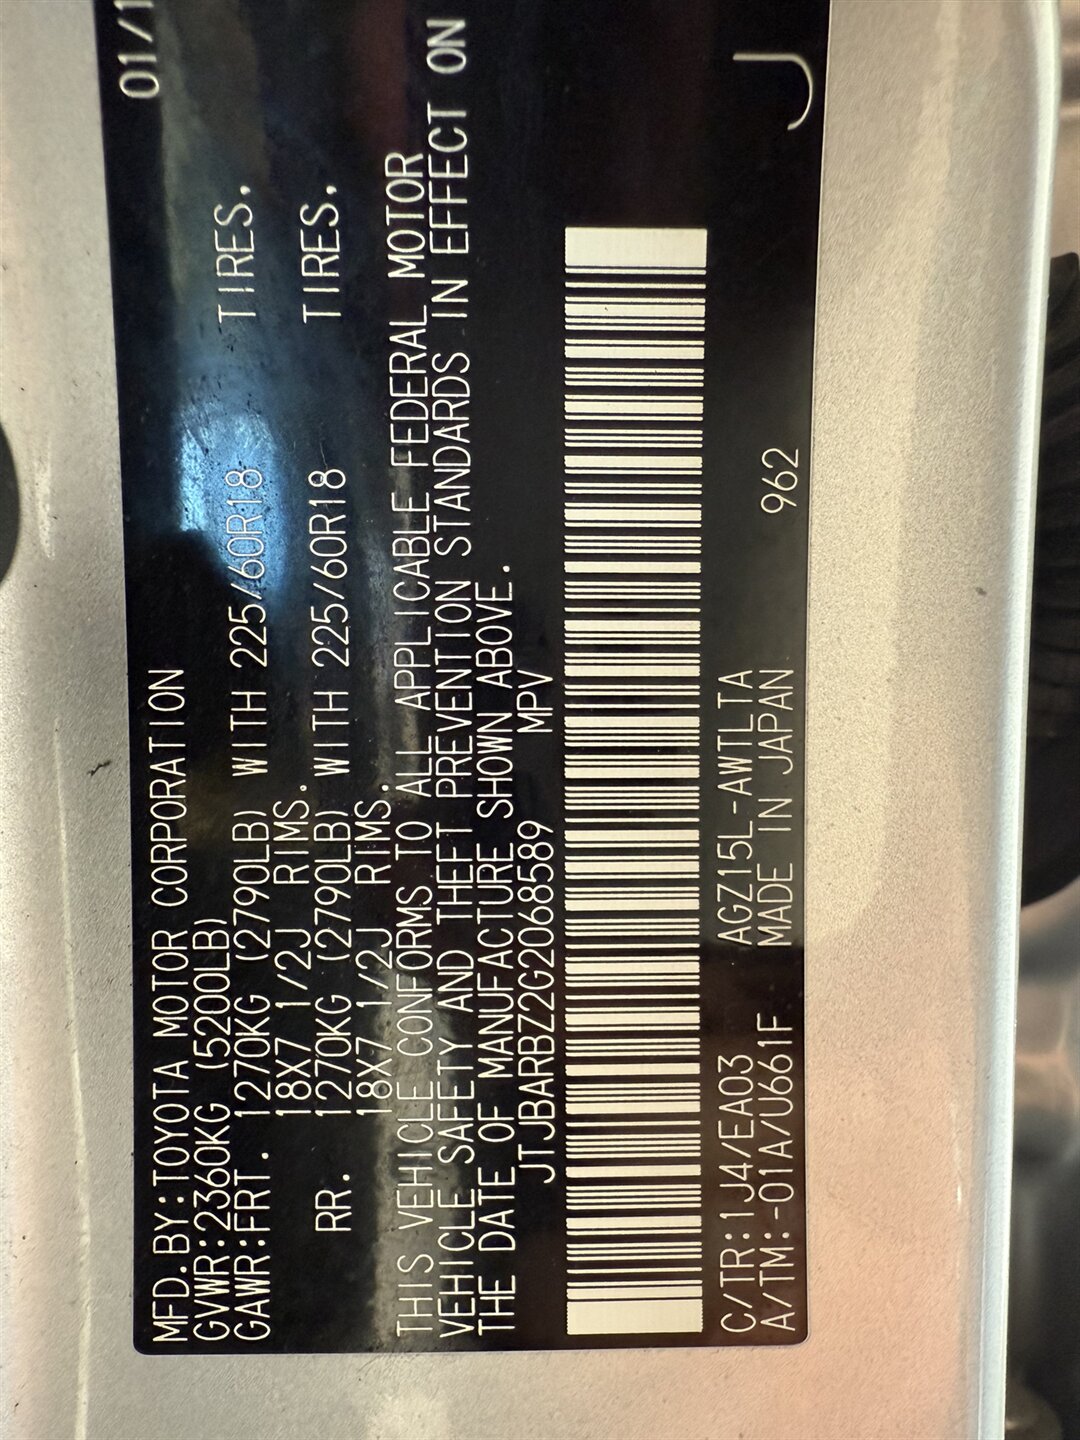 MFD.BY:TOYOTA MOTOR CORPORATION 01/1
GVWR:2360KG (5200LB)
GAWR:FRT. 1270KG (2790LB) WITH 225/60R18 TIRES.
18X7 1/2J RIMS.
RR. 1270KG (2790LB) WITH 225/60R18 TIRES.
18X7 1/2J RIMS.
THIS VEHICLE CONFORMS TO ALL APPLICABLE FEDERAL MOTOR
VEHICLE SAFETY AND THEFT PREVENTION STANDARDS IN EFFECT ON
THE DATE OF MANUFACTURE SHOWN ABOVE.
JTJBARBZ2G2068589 MPV
C/TR:1J4/EA03 AGZ15L-AWTLTA
A/TM:-01A/U661F MADE IN JAPAN 962 J